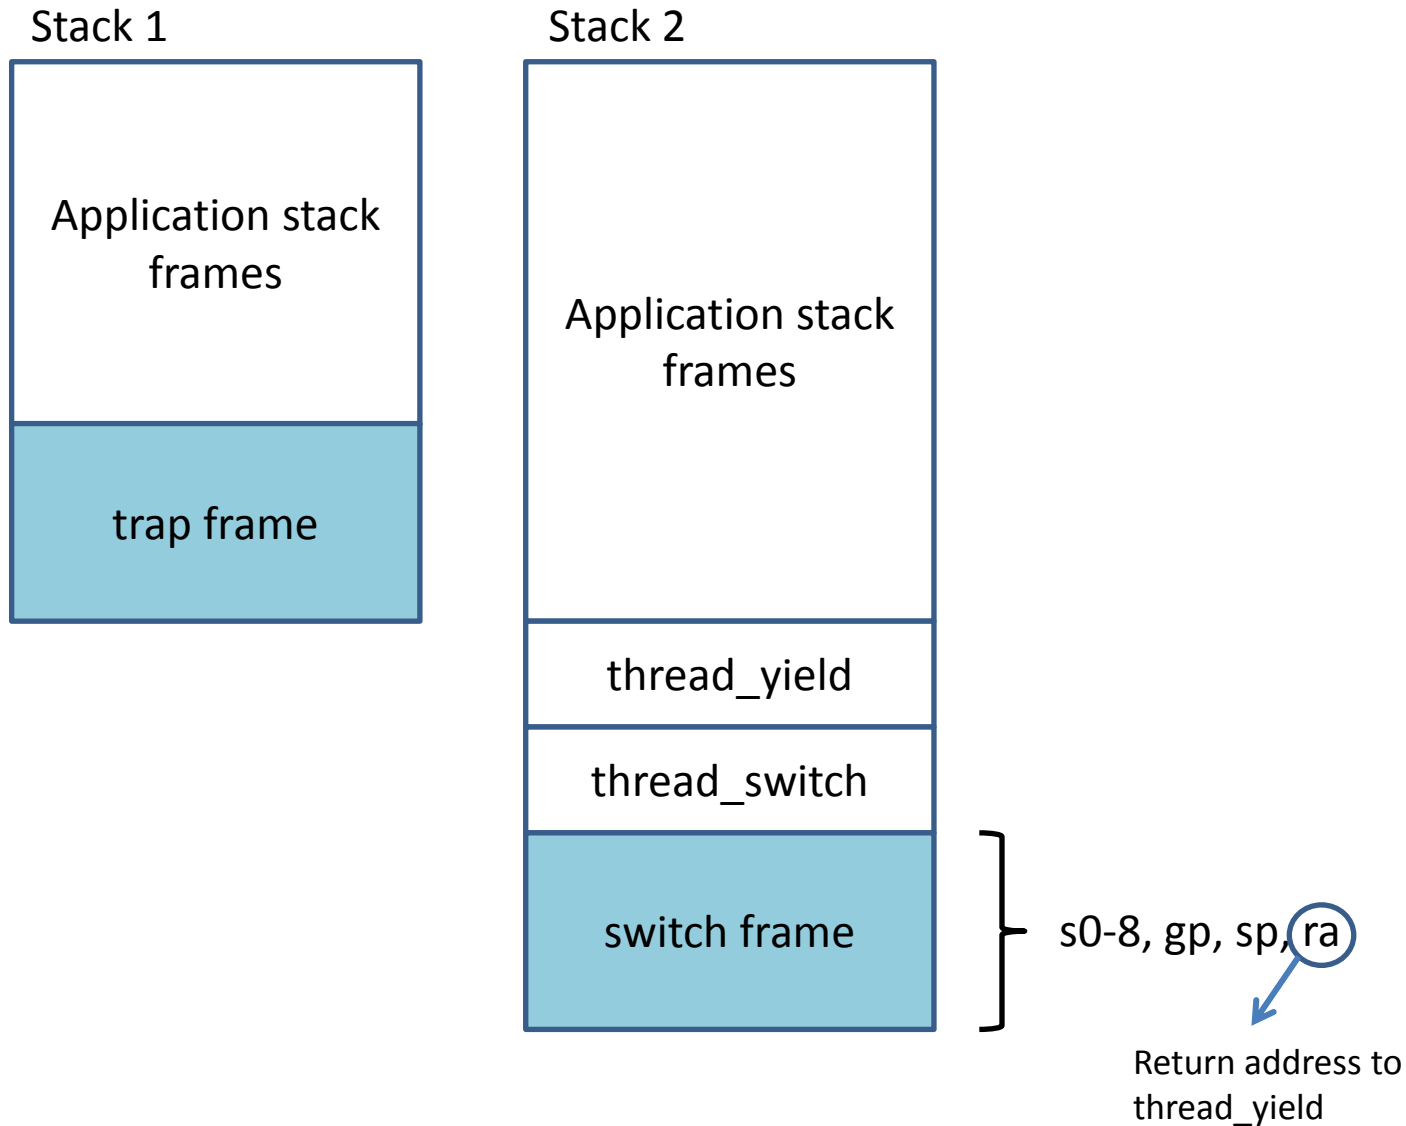 Stack 1
Application stack
frames
trap frame
Stack 2
Application stack
frames
thread_yield
thread_switch
switch frame
s0-8, gp, sp, ra
Return address to
thread_yield